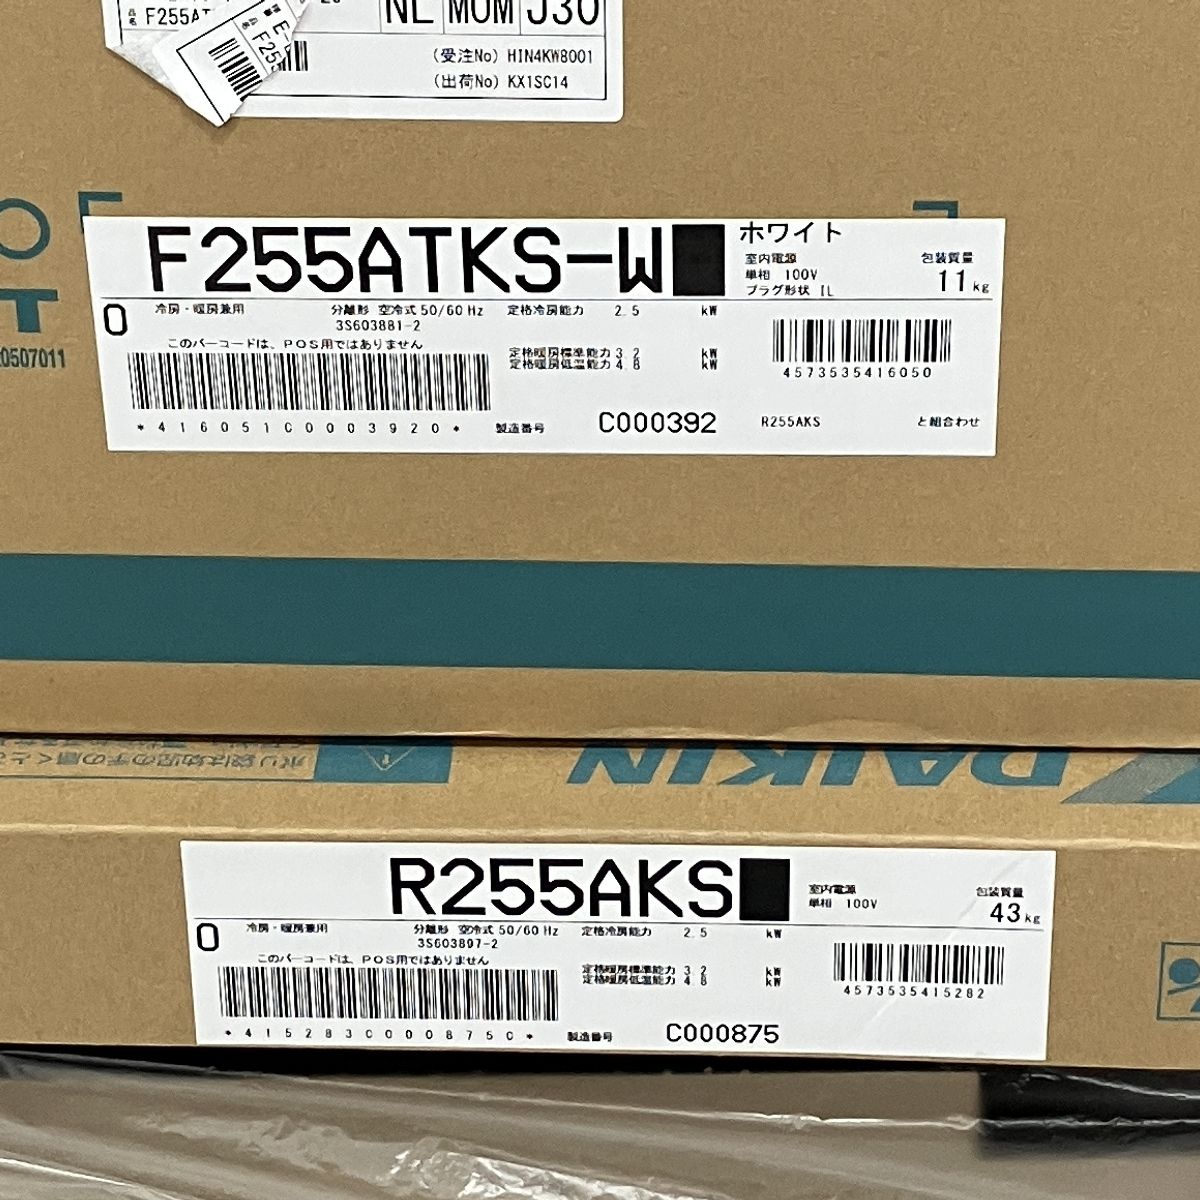 F255AT
NL MOM J30
(受注No) HIN4KW8001
(出荷No) KX1SC14
F255ATKS-W ホワイト
室内電源
単相 100V
プラグ形状 IL
包装質量
11kg
0
冷房・暖房兼用
分離形 空冷式 50/60Hz
3S603881-2
このバーコードは、POS用ではありません
*416051C0003920*
定格冷房能力 2.5 kW
定格暖房標準能力 3.2 kW
定格暖房低温能力 4.8 kW
製造番号 C000392
4573535416050
R255AKS と組合わせ
0507011
DAIKIN
R255AKS
室内電源
単相 100V
包装質量
43kg
0
冷房・暖房兼用
分離形 空冷式 50/60Hz
3S603897-2
このバーコードは、POS用ではありません
*415283C000875C*
定格冷房能力 2.5 kW
定格暖房標準能力 3.2 kW
定格暖房低温能力 4.8 kW
製造番号 C000875
4573535415282